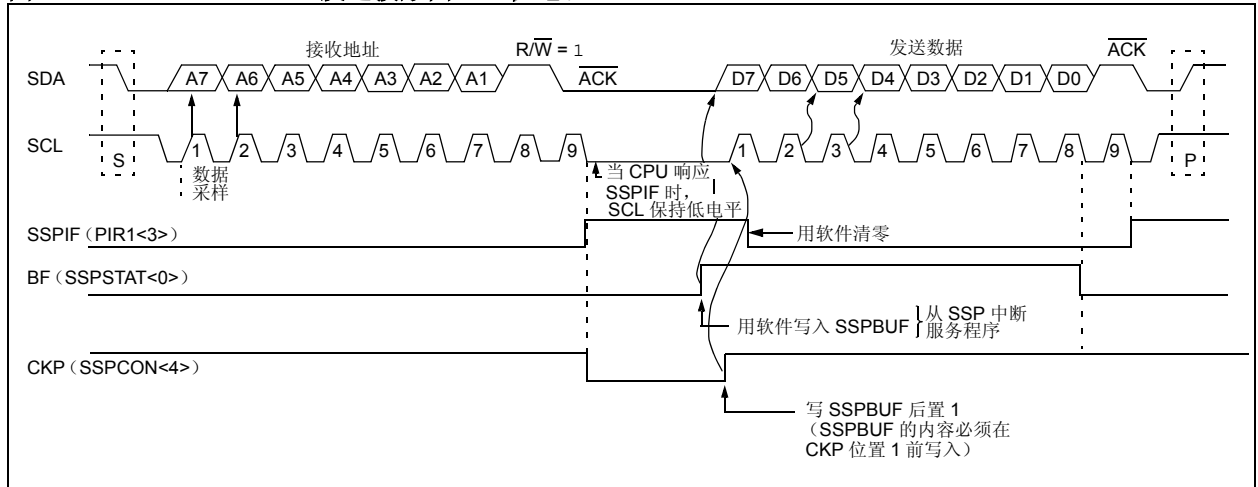 接收地址
R/W = 1
发送数据
ACK
SDA
A7 A6 A5 A4 A3 A2 A1
ACK
D7 D6 D5 D4 D3 D2 D1 D0
SCL
S
1 2 3 4 5 6 7 8 9
1 2 3 4 5 6 7 8 9
P
数据
采样
当 CPU 响应
SSPIF 时，
SCL 保持低电平
SSPIF（PIR1<3>）
用软件清零
BF（SSPSTAT<0>）
用软件写入 SSPBUF
从 SSP 中断
服务程序
CKP（SSPCON<4>）
写 SSPBUF 后置 1
（SSPBUF 的内容必须在
CKP 位置 1 前写入）